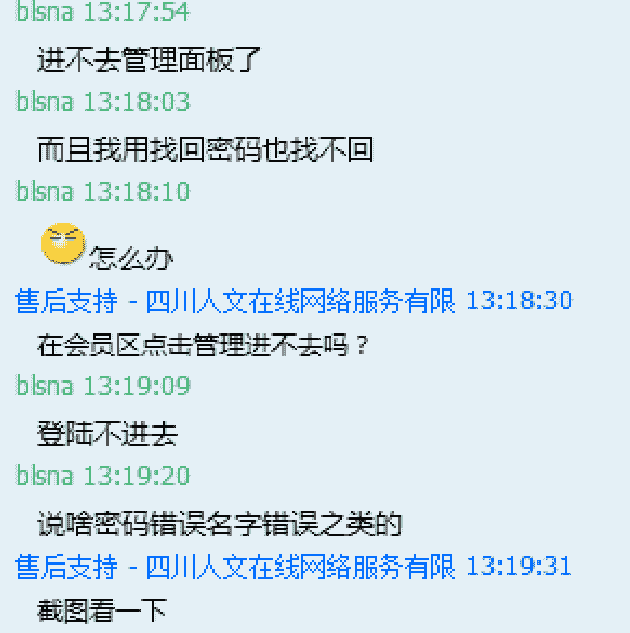 blsna 13:17:54
进不去管理面板了
blsna 13:18:03
而且我用找回密码也找不回
blsna 13:18:10
怎么办
售后支持 - 四川人文在线网络服务有限 13:18:30
在会员区点击管理进不去吗？
blsna 13:19:09
登陆不进去
blsna 13:19:20
说啥密码错误名字错误之类的
售后支持 - 四川人文在线网络服务有限 13:19:31
截图看一下